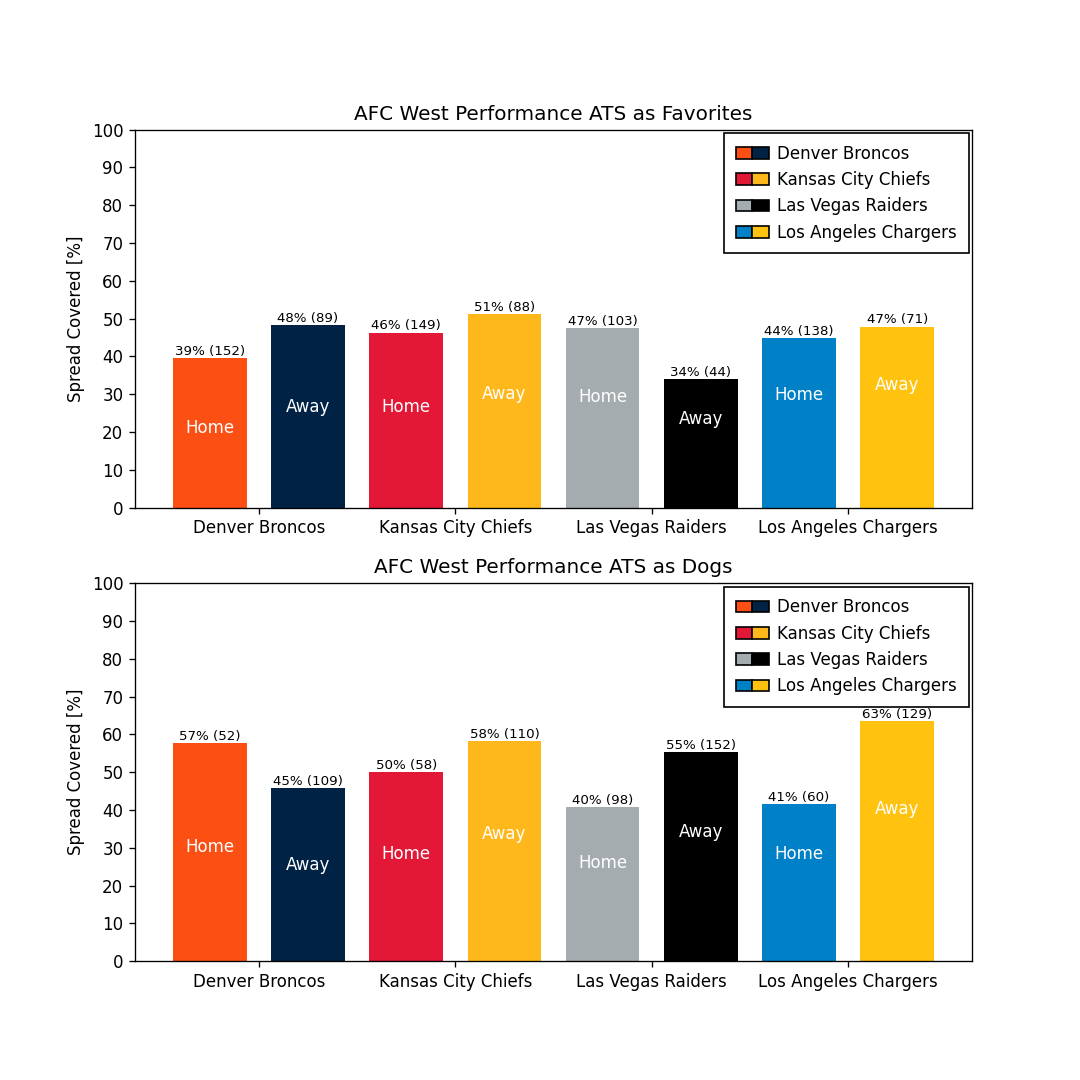 AFC West Performance ATS as Favorites
Spread Covered [%]
100
90
80
70
60
50
40
30
20
10
0
Denver Broncos
Kansas City Chiefs
Las Vegas Raiders
Los Angeles Chargers
39% (152)
48% (89)
46% (149)
51% (88)
47% (103)
34% (44)
44% (138)
47% (71)
Home
Away
Home
Away
Home
Away
Home
Away
Denver Broncos
Kansas City Chiefs
Las Vegas Raiders
Los Angeles Chargers
AFC West Performance ATS as Dogs
Spread Covered [%]
100
90
80
70
60
50
40
30
20
10
0
Denver Broncos
Kansas City Chiefs
Las Vegas Raiders
Los Angeles Chargers
57% (52)
45% (109)
50% (58)
58% (110)
40% (98)
55% (152)
41% (60)
63% (129)
Home
Away
Home
Away
Home
Away
Home
Away
Denver Broncos
Kansas City Chiefs
Las Vegas Raiders
Los Angeles Chargers